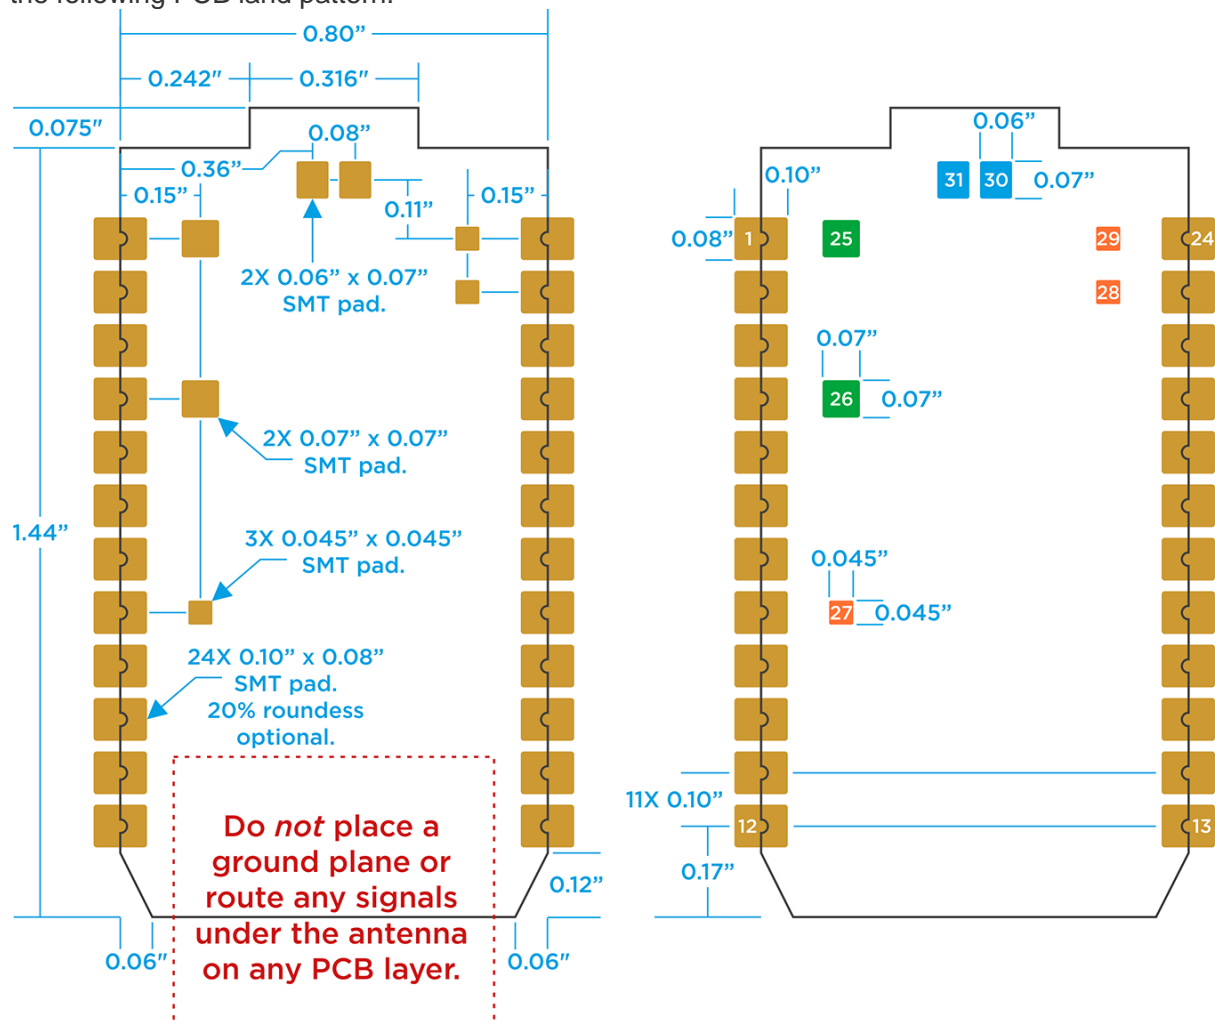 the following PCB land pattern:
0.80”
0.242"
0.316”
0.075"
0.08”
0.36”
0.15”
0.11”
0.15”
2X 0.06” x 0.07”
SMT pad.
2X 0.07” x 0.07”
SMT pad.
1.44”
3X 0.045” x 0.045”
SMT pad.
24X 0.10” x 0.08”
SMT pad.
20% roundess
optional.
Do not place a
ground plane or
route any signals
under the antenna
on any PCB layer.
0.12”
0.06"
0.06"
0.06”
0.10”
31
30
0.07”
0.08”
1
25
29
24
28
0.07”
26
0.07”
0.045”
27
0.045”
11X 0.10”
12
13
0.17”